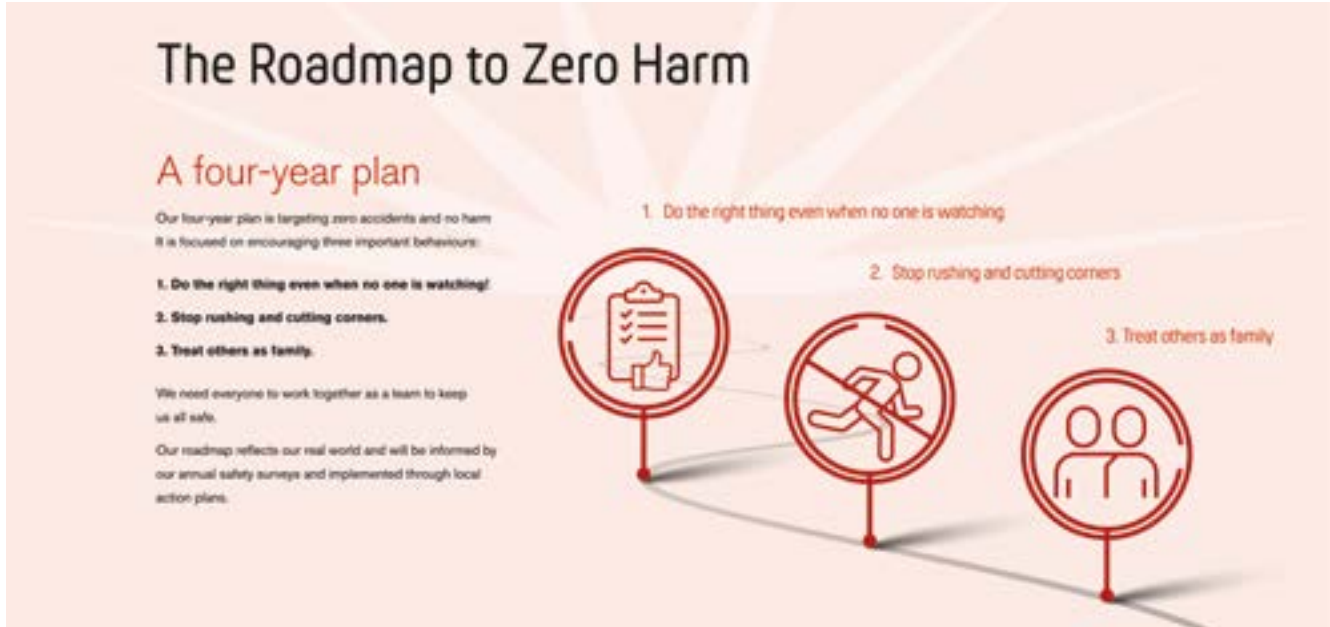 The Roadmap to Zero Harm
A four-year plan
Our four-year plan is targeting zero accidents and no harm
It is focused on encouraging three important behaviours:
1. Do the right thing even when no one is watching!
2. Stop rushing and cutting corners.
3. Treat others as family.
We need everyone to work together as a team to keep
us all safe.
Our roadmap reflects our real world and will be informed by
our annual safety surveys and implemented through local
action plans.
1. Do the right thing even when no one is watching
2. Stop rushing and cutting corners
3. Treat others as family